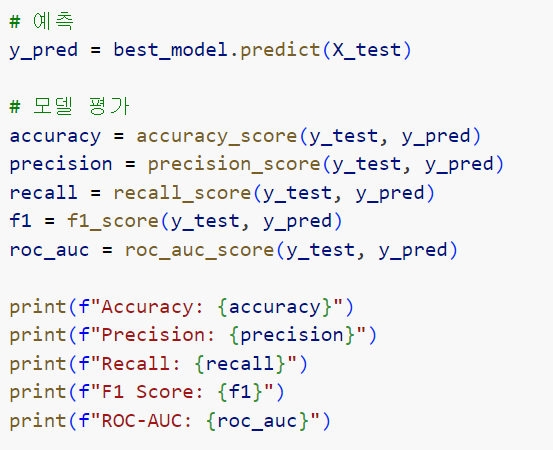 # 예측
y_pred = best_model.predict(X_test)
# 모델 평가
accuracy = accuracy_score(y_test, y_pred)
precision = precision_score(y_test, y_pred)
recall = recall_score(y_test, y_pred)
f1 = f1_score(y_test, y_pred)
roc_auc = roc_auc_score(y_test, y_pred)
print(f"Accuracy: {accuracy}")
print(f"Precision: {precision}")
print(f"Recall: {recall}")
print(f"F1 Score: {f1}")
print(f"ROC-AUC: {roc_auc}")